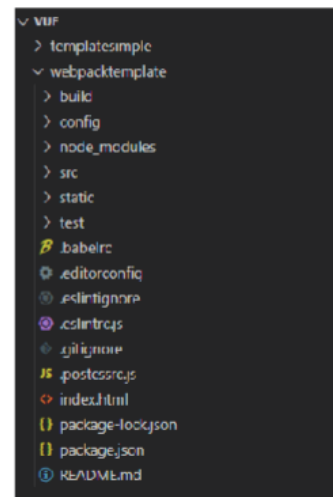 VUE
templatesimple
webpacktemplate
build
config
node_modules
src
static
test
.babelrc
.editorconfig
.eslintignore
.eslintrc.js
.gitignore
JS .postcssrc.js
<> index.html
{} package-lock.json
{} package.json
README.md